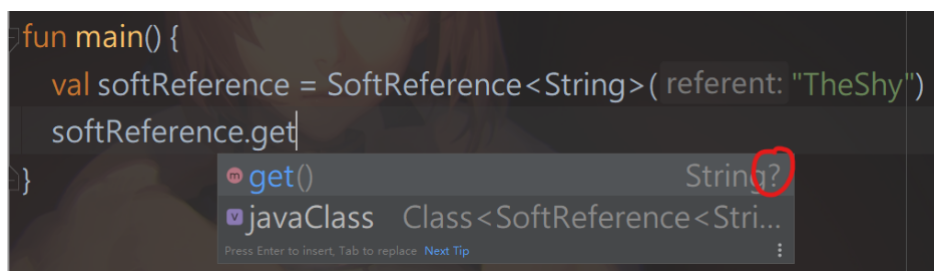 fun main() {
val softReference = SoftReference<String>( referent: "TheShy")
softReference.get
get() String?
} javaClass Class<SoftReference<Stri...
Press Enter to insert, Tab to replace Next Tip